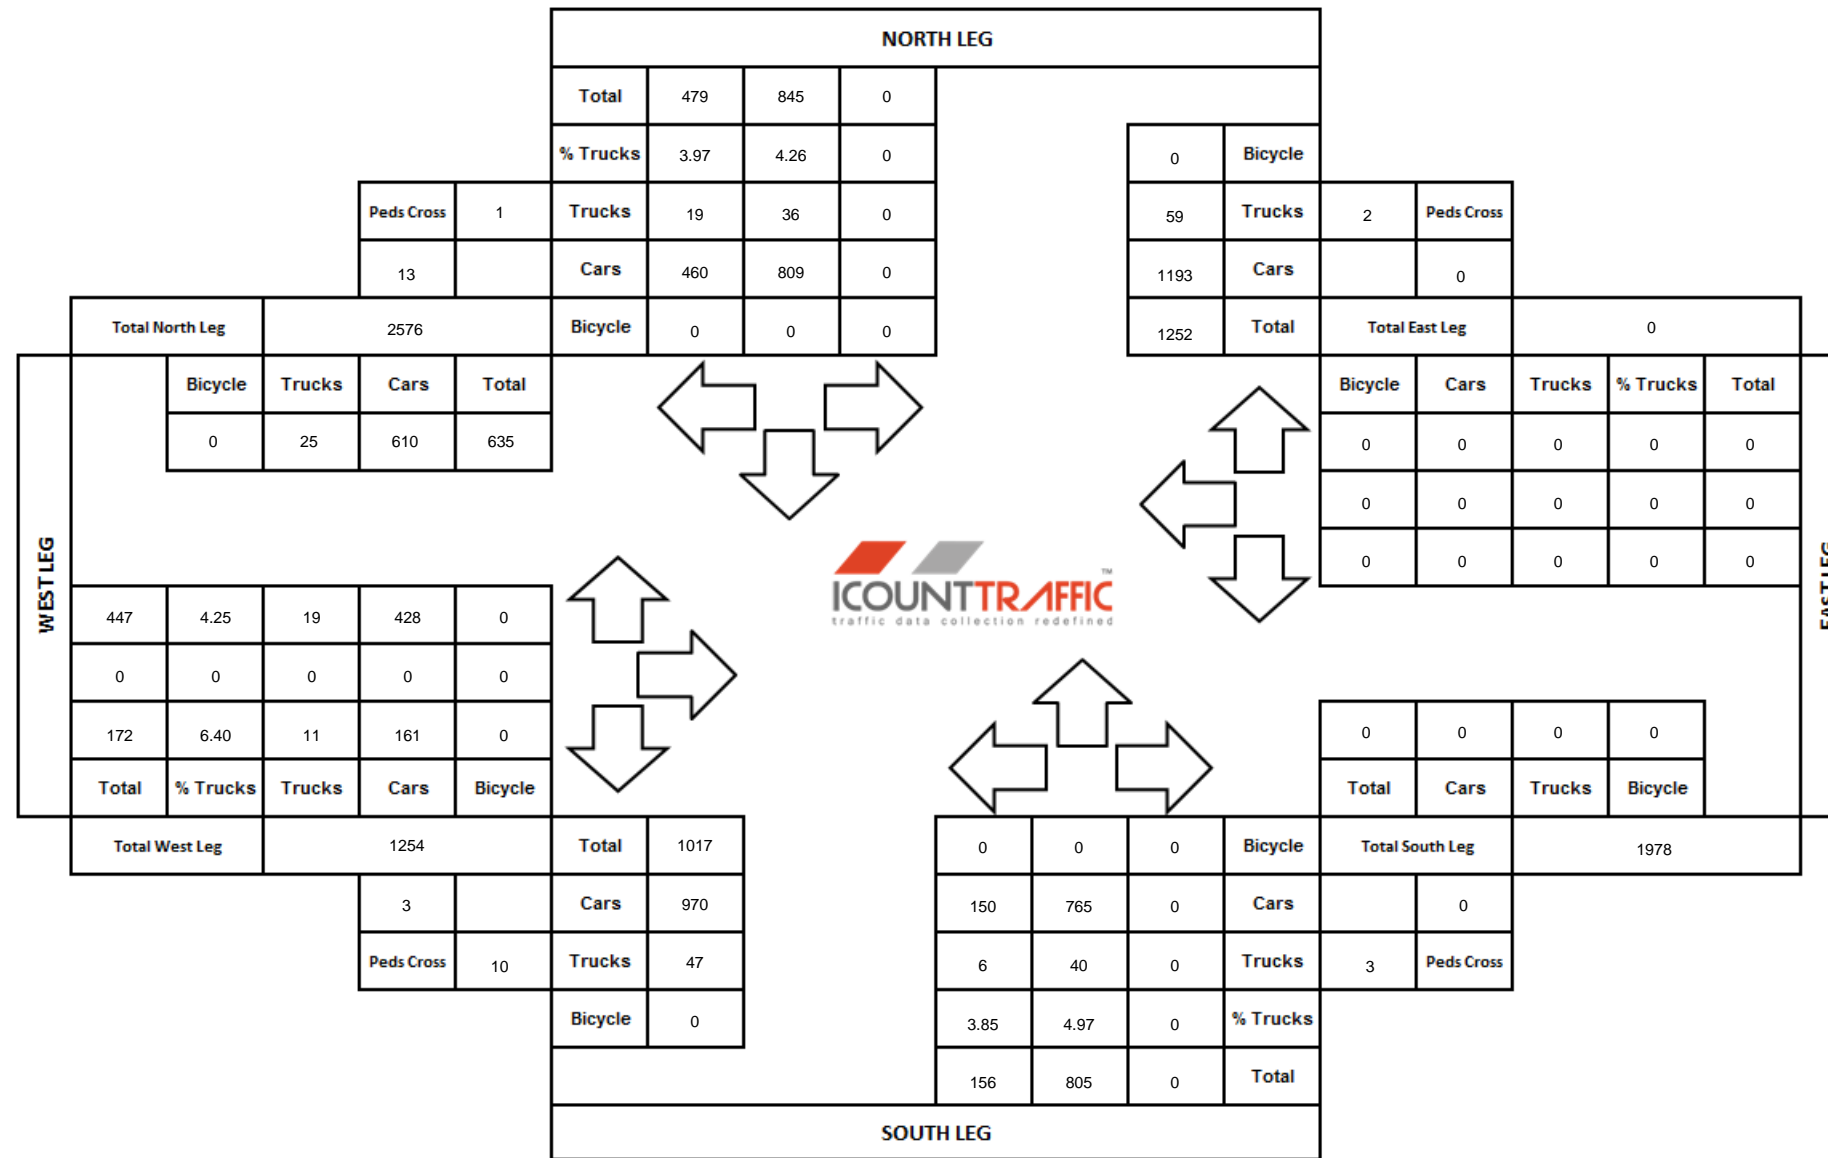 NORTH LEG
Total 479 845 0
% Trucks 3.97 4.26 0
0 Bicycle
Peds Cross 1 Trucks 19 36 0
59 Trucks 2 Peds Cross
13 Cars 460 809 0
1193 Cars 0
Total North Leg 2576 Bicycle 0 0 0
1252 Total Total East Leg 0
Bicycle Trucks Cars Total
Bicycle Cars Trucks % Trucks Total
0 25 610 635
0 0 0 0 0
0 0 0 0 0
0 0 0 0 0
WEST LEG
EAST LEG
ICOUNTTRAFFIC™
traffic data collection redefined
447 4.25 19 428 0
0 0 0 0 0
172 6.40 11 161 0
0 0 0 0
Total % Trucks Trucks Cars Bicycle
Total Cars Trucks Bicycle
Total West Leg 1254 Total 1017
0 0 0 Bicycle Total South Leg 1978
3 Cars 970
150 765 0 Cars 0
Peds Cross 10 Trucks 47
6 40 0 Trucks 3 Peds Cross
Bicycle 0
3.85 4.97 0 % Trucks
156 805 0 Total
SOUTH LEG